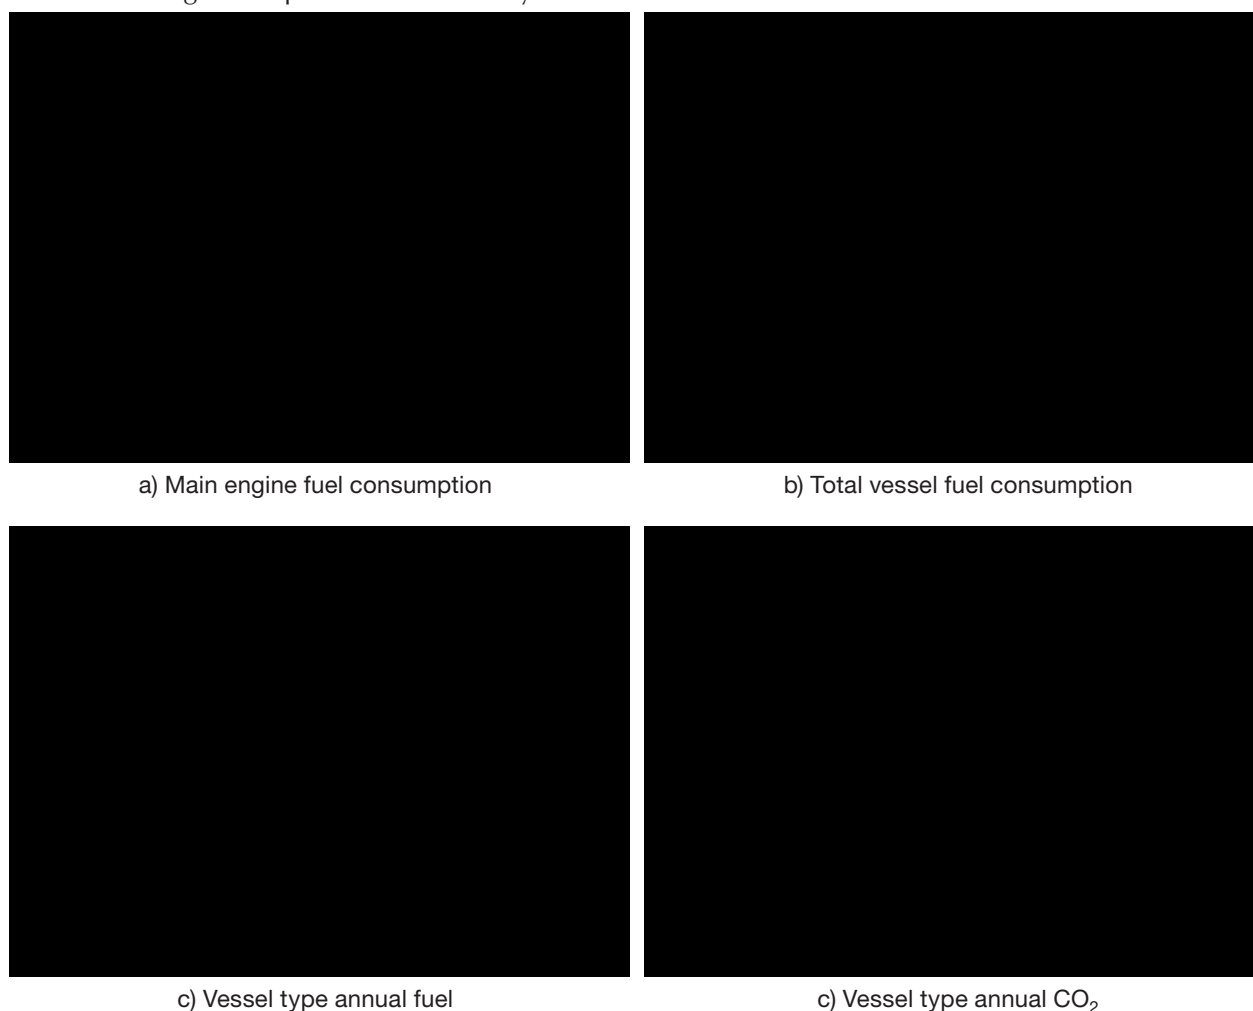 a) Main engine fuel consumption
b) Total vessel fuel consumption
c) Vessel type annual fuel
c) Vessel type annual CO₂